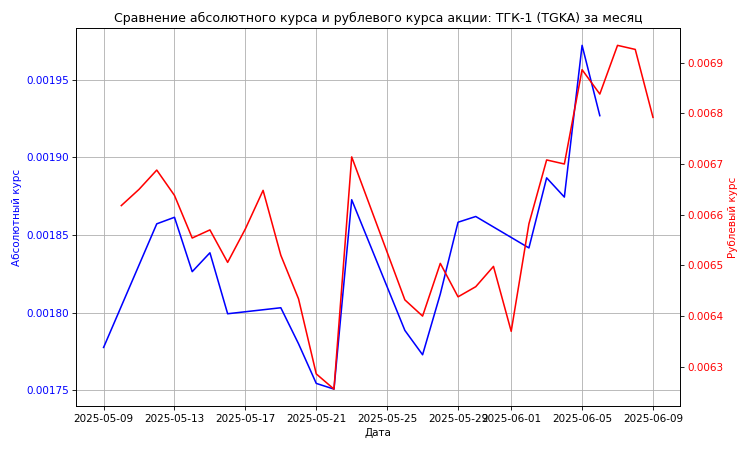 Сравнение абсолютного курса и рублевого курса акции: ТГК-1 (TGKA) за месяц
Абсолютный курс
0.00195
0.00190
0.00185
0.00180
0.00175
0.0069
0.0068
0.0067
0.0066
0.0065
0.0064
0.0063
Рублевый курс
2025-05-09 2025-05-13 2025-05-17 2025-05-21 2025-05-25 2025-05-29 2025-06-01 2025-06-05 2025-06-09
Дата